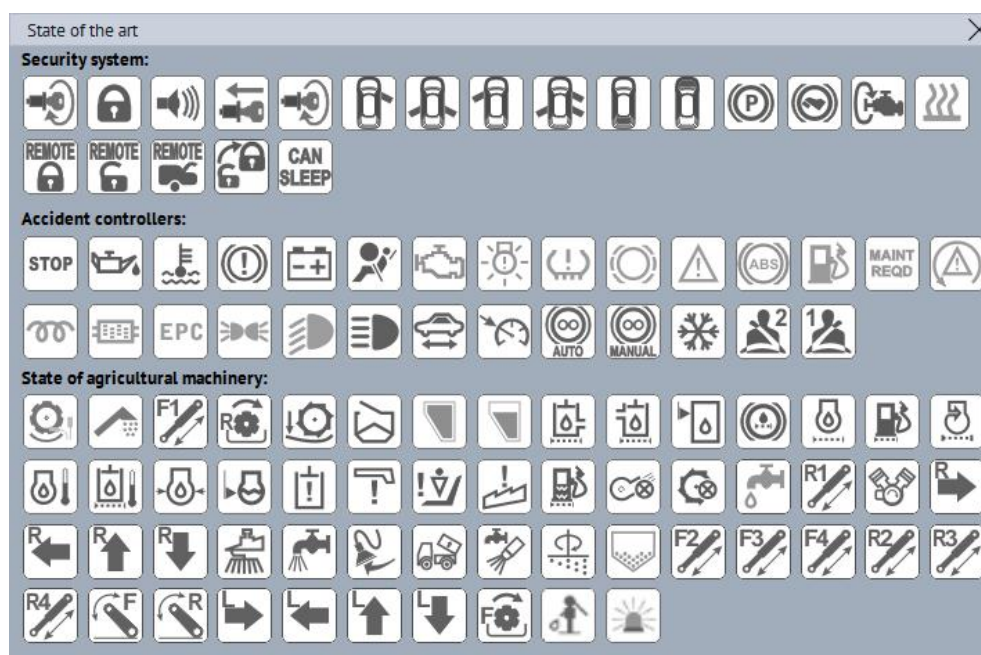 State of the art
Security system:
P
REMOTE REMOTE REMOTE CAN SLEEP
Accident controllers:
STOP ABS MAINT REQD
EPC AUTO MANUAL 2 1
State of agricultural machinery:
F1 R
R1 R
R R R F2 F3 F4 R2 R3
R4 F R L L L L F